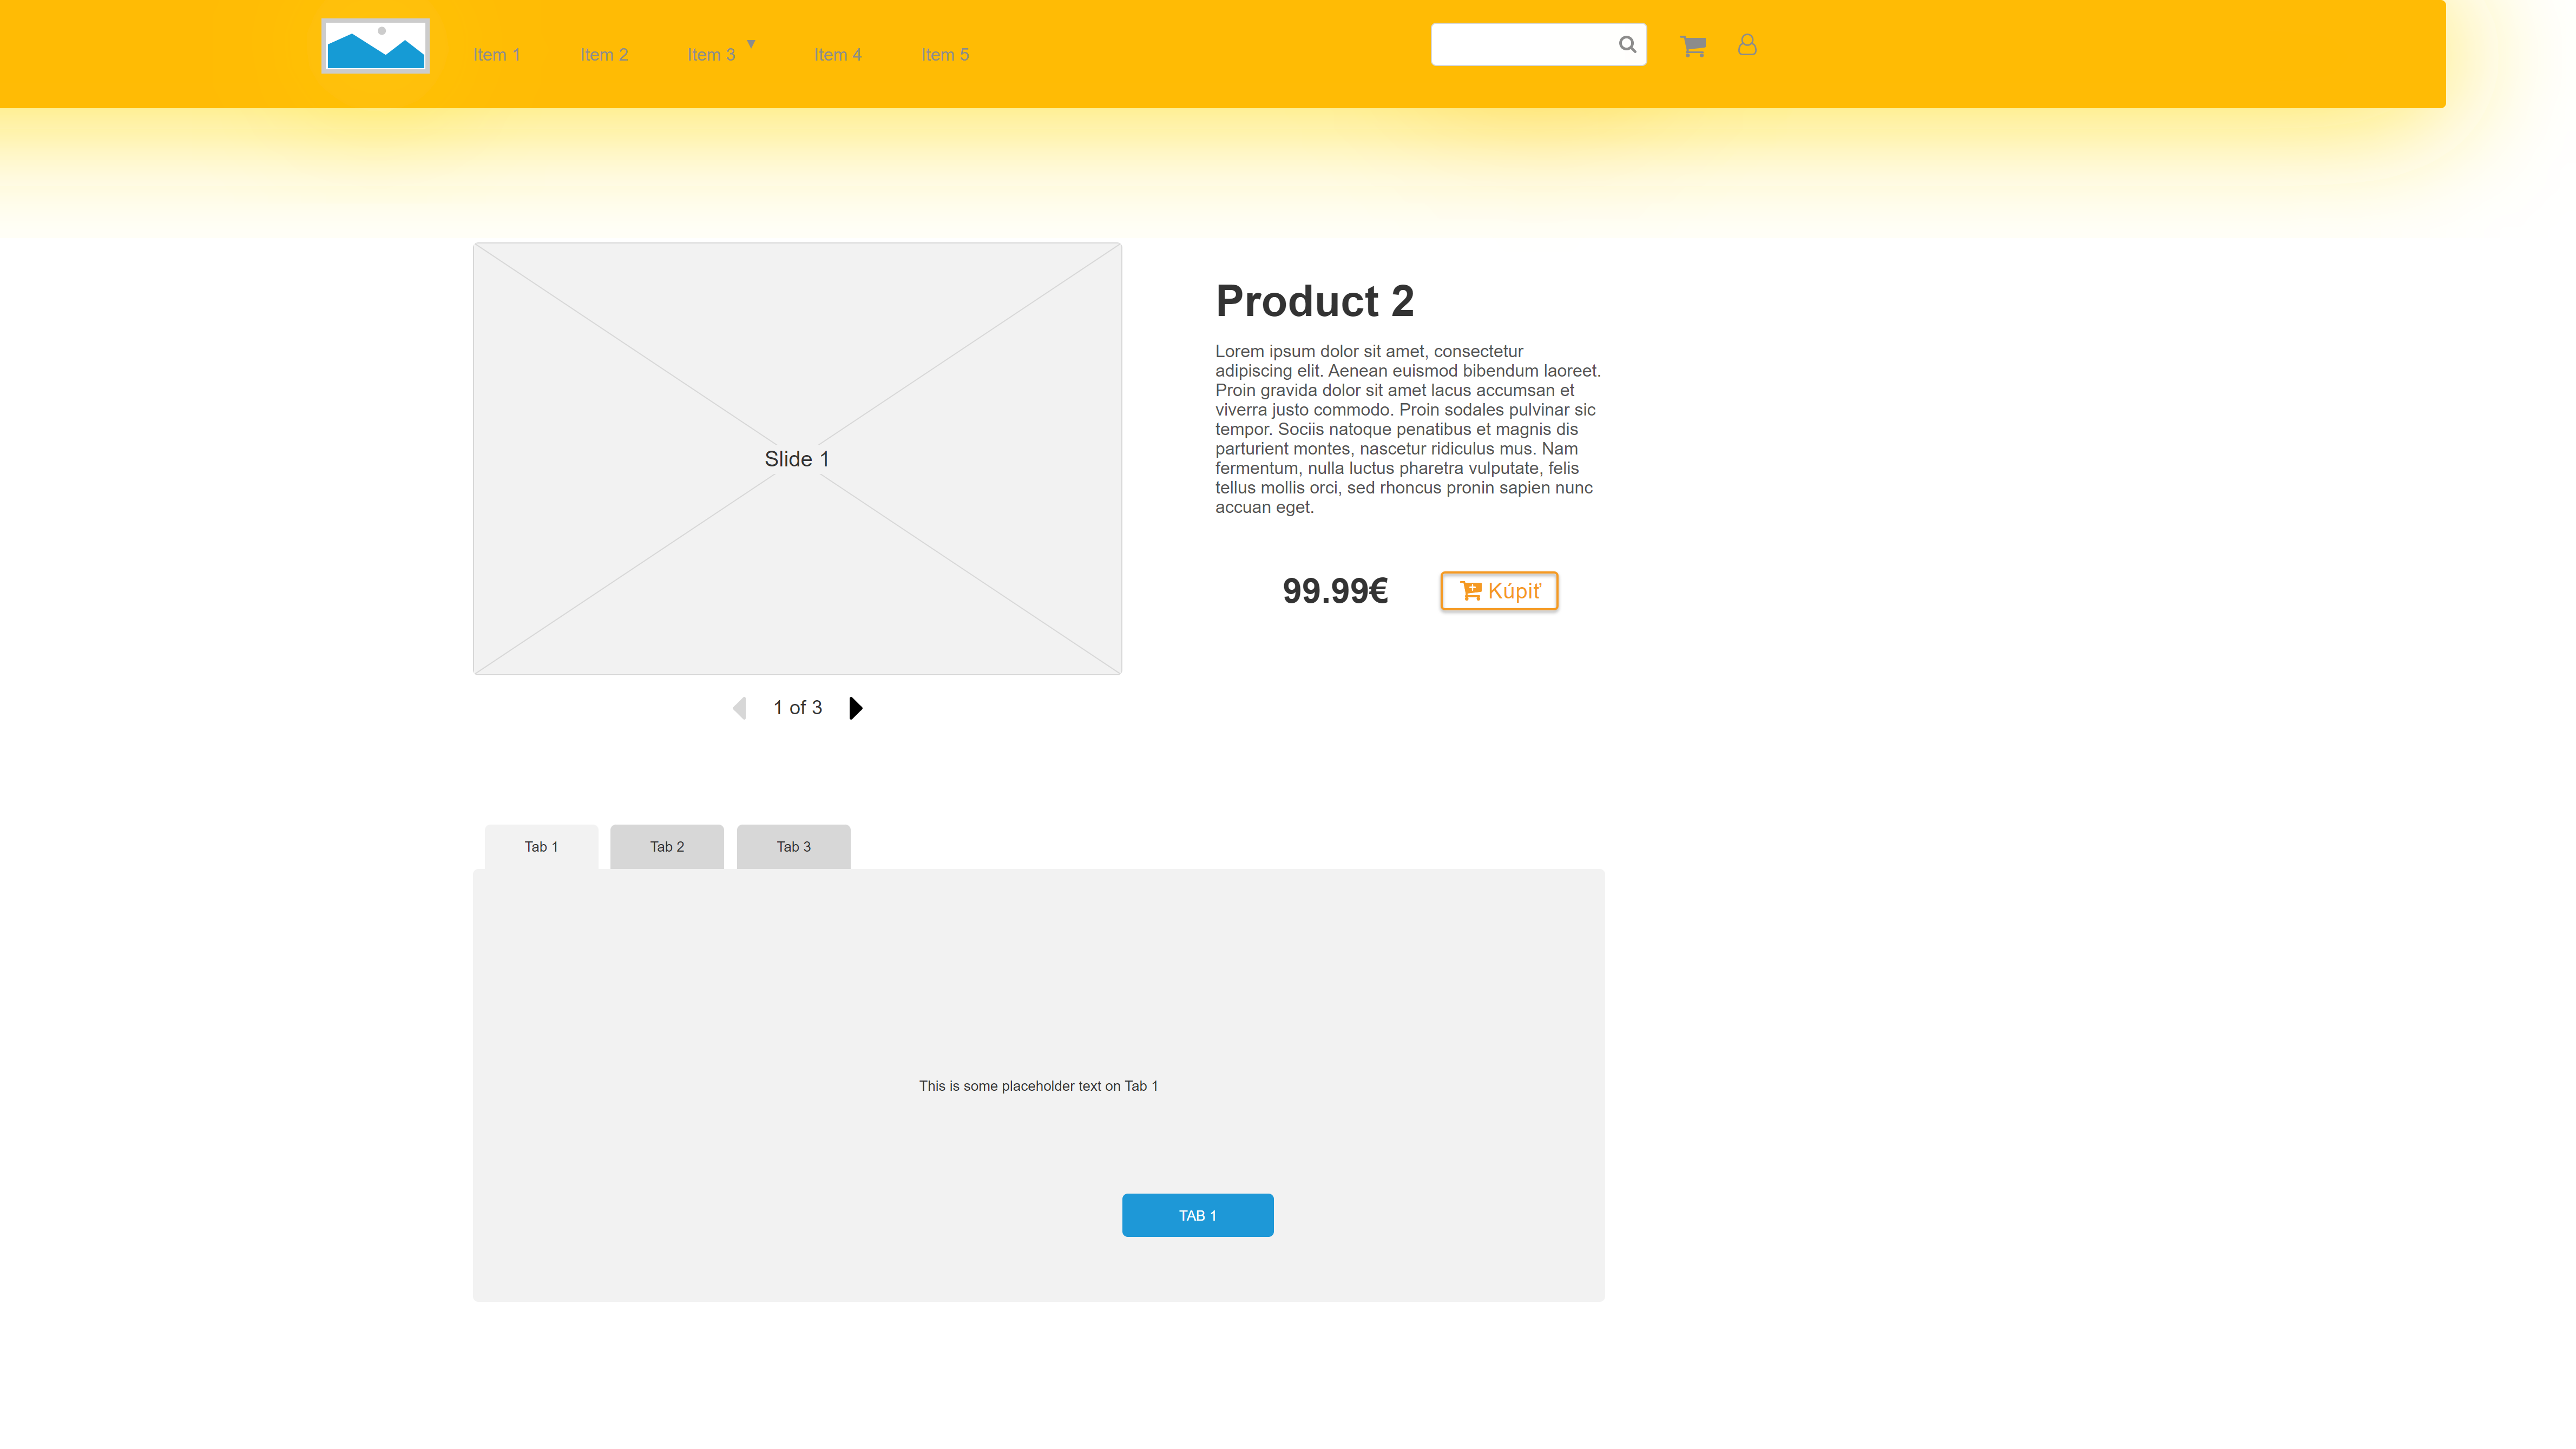 Item 1
Item 2
Item 3
Item 4
Item 5
Product 2
Lorem ipsum dolor sit amet, consectetur
adipiscing elit. Aenean euismod bibendum laoreet.
Proin gravida dolor sit amet lacus accumsan et
viverra justo commodo. Proin sodales pulvinar sic
tempor. Sociis natoque penatibus et magnis dis
parturient montes, nascetur ridiculus mus. Nam
fermentum, nulla luctus pharetra vulputate, felis
tellus mollis orci, sed rhoncus pronin sapien nunc
accuan eget.
Slide 1
99.99€
Kúpiť
1 of 3
Tab 1
Tab 2
Tab 3
This is some placeholder text on Tab 1
TAB 1